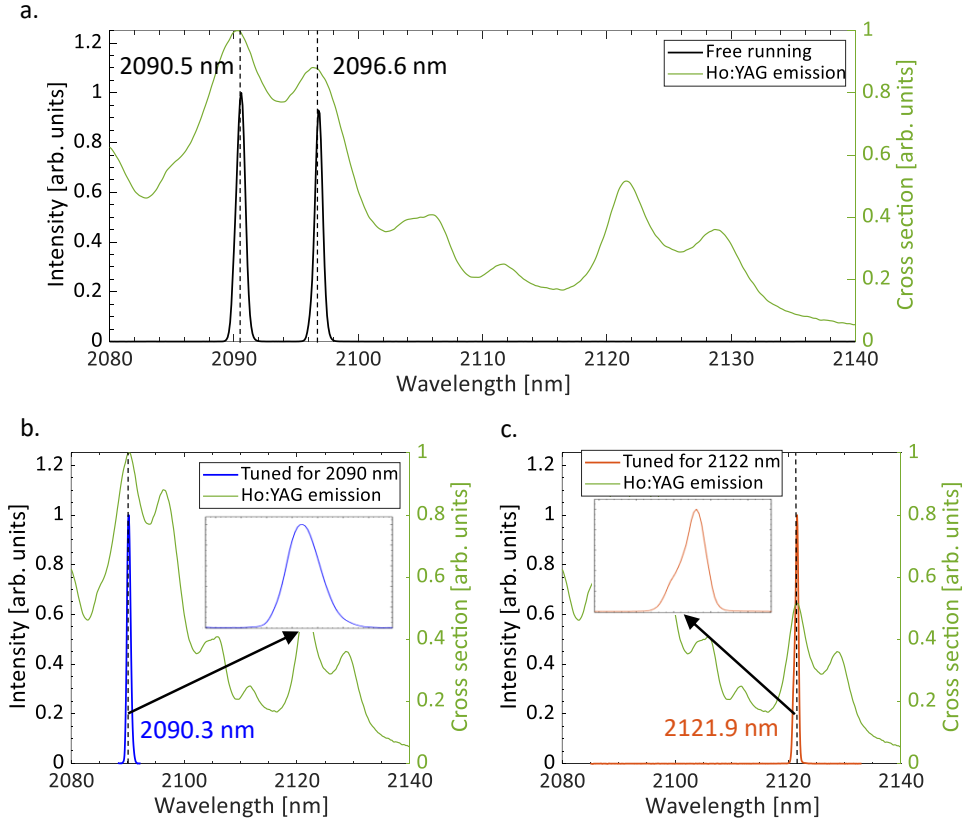 a.
1.2
1
0.8
0.6
0.4
0.2
0
Intensity [arb. units]
2090.5 nm
2096.6 nm
Free running
Ho:YAG emission
1
0.8
0.6
0.4
0.2
0
Cross section [arb. units]
2080 2090 2100 2110 2120 2130 2140
Wavelength [nm]
b.
1.2
1
0.8
0.6
0.4
0.2
0
Intensity [arb. units]
Tuned for 2090 nm
Ho:YAG emission
2090.3 nm
1
0.8
0.6
0.4
0.2
0
Cross section [arb. units]
2080 2100 2120 2140
Wavelength [nm]
c.
1.2
1
0.8
0.6
0.4
0.2
0
Intensity [arb. units]
Tuned for 2122 nm
Ho:YAG emission
2121.9 nm
1
0.8
0.6
0.4
0.2
0
Cross section [arb. units]
2080 2100 2120 2140
Wavelength [nm]